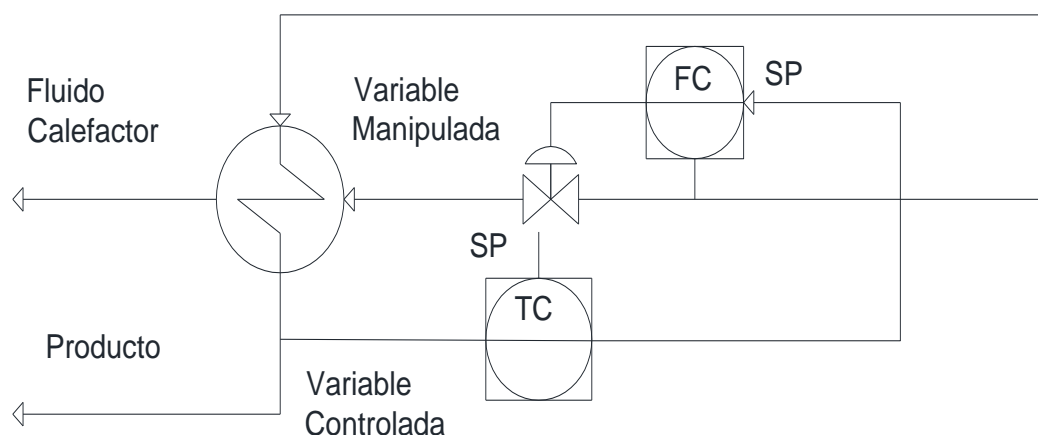 FC
SP
Fluido
Calefactor
Variable
Manipulada
SP
TC
Producto
Variable
Controlada